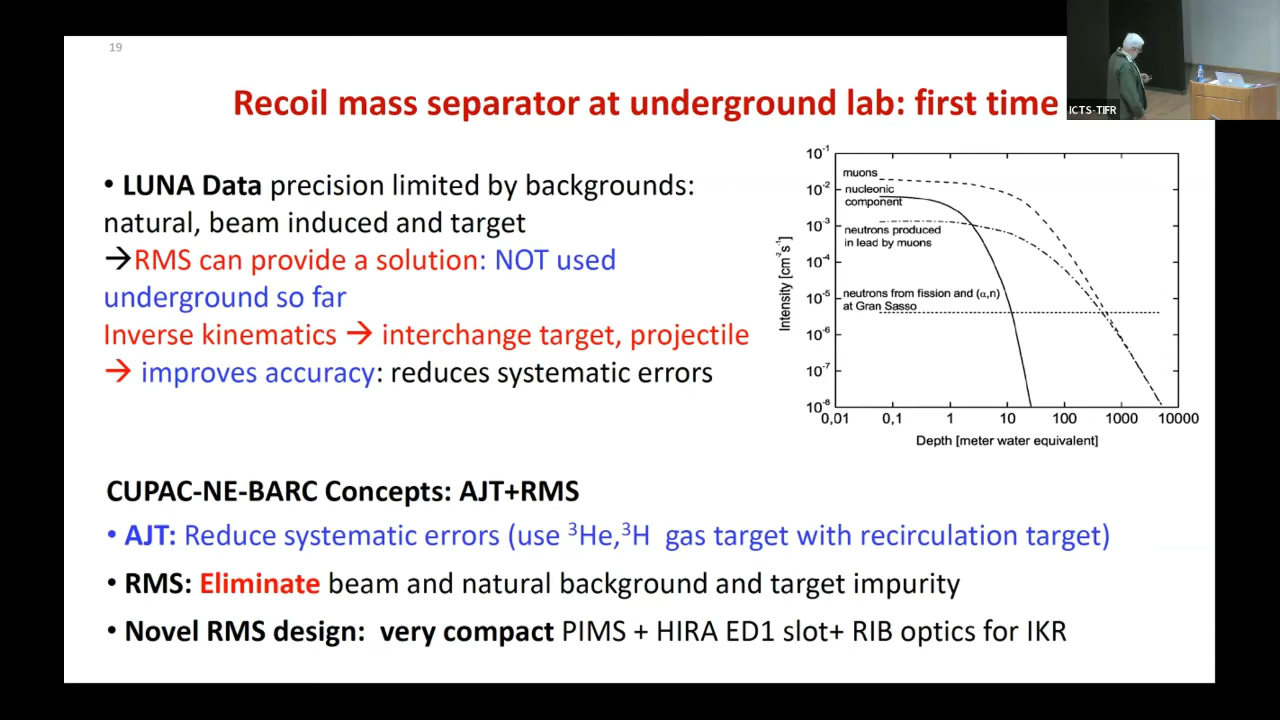 19
Recoil mass separator at underground lab: first time
ICTS-TIFR
• LUNA Data precision limited by backgrounds:
natural, beam induced and target
→RMS can provide a solution: NOT used
underground so far
Inverse kinematics → interchange target, projectile
→ improves accuracy: reduces systematic errors
10⁻¹
10⁻²
10⁻³
10⁻⁴
10⁻⁵
10⁻⁶
10⁻⁷
10⁻⁸
Intensity [cm⁻²s⁻¹]
muons
nucleonic
component
neutrons produced
in lead by muons
neutrons from fission and (α,n)
at Gran Sasso
0,01 0,1 1 10 100 1000 10000
Depth [meter water equivalent]
CUPAC-NE-BARC Concepts: AJT+RMS
• AJT: Reduce systematic errors (use ³He,³H gas target with recirculation target)
• RMS: Eliminate beam and natural background and target impurity
• Novel RMS design: very compact PIMS + HIRA ED1 slot+ RIB optics for IKR